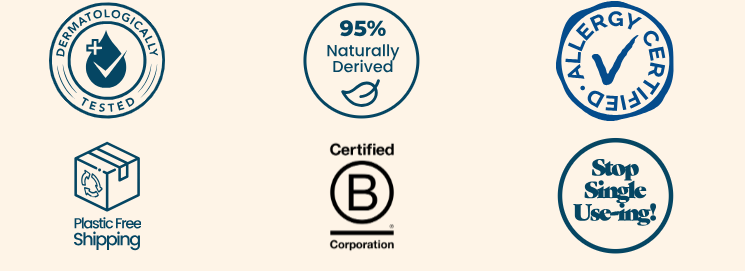 DERMATOLOGICALLY
TESTED
95%
Naturally
Derived
ALLERGY CERTIFIED
Plastic Free
Shipping
Certified
B
®
Corporation
Stop
Single
Use-ing!